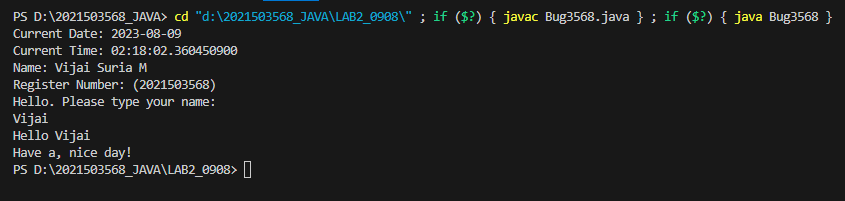 PS D:\2021503568_JAVA> cd "d:\2021503568_JAVA\LAB2_0908\" ; if ($?) { javac Bug3568.java } ; if ($?) { java Bug3568 }
Current Date: 2023-08-09
Current Time: 02:18:02.360450900
Name: Vijai Suria M
Register Number: (2021503568)
Hello. Please type your name:
Vijai
Hello Vijai
Have a, nice day!
PS D:\2021503568_JAVA\LAB2_0908>